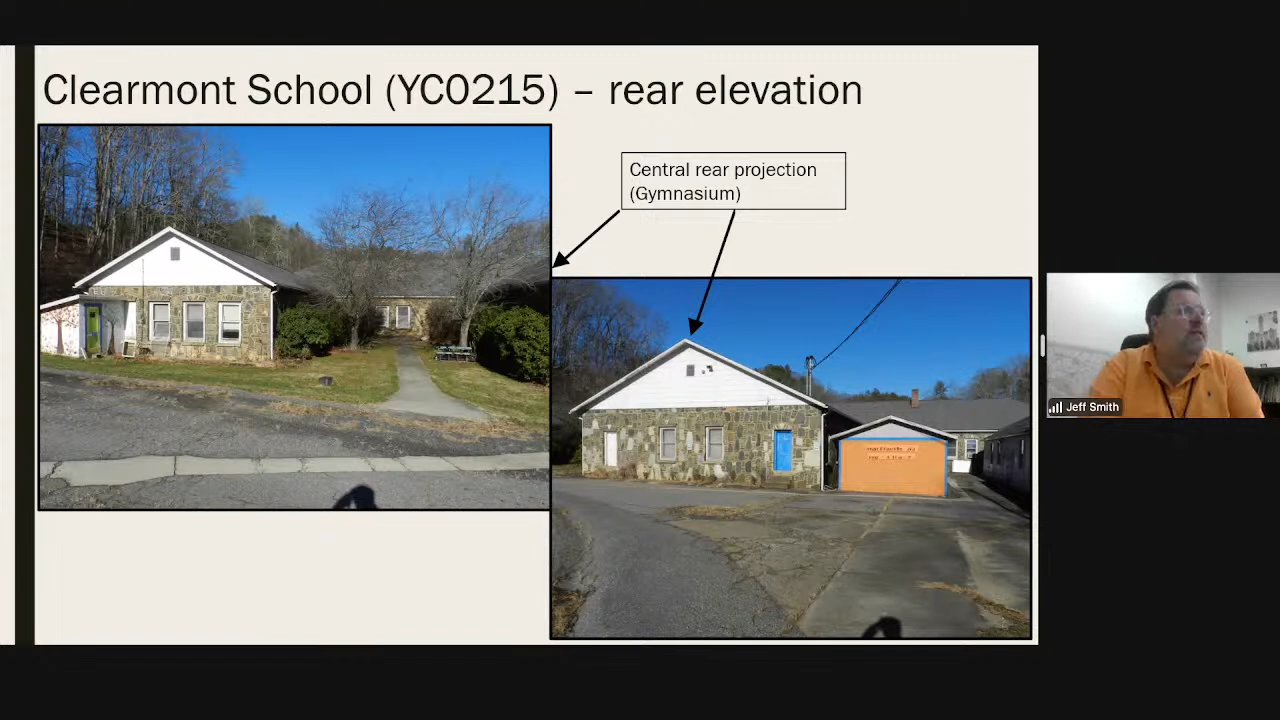 Clearmont School (YC0215) – rear elevation
Central rear projection
(Gymnasium)
Jeff Smith